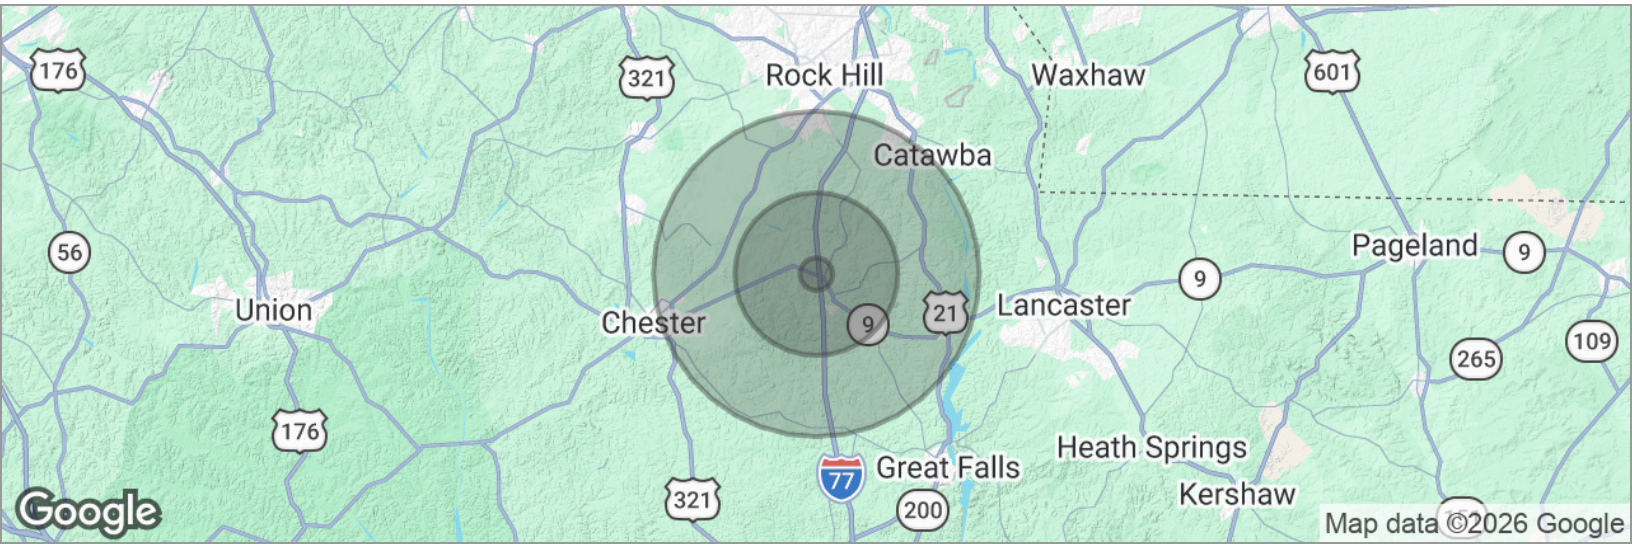 176
321
Rock Hill
Waxhaw
601
Catawba
56
Pageland
9
9
Union
Chester
9
21
Lancaster
109
265
176
Heath Springs
Great Falls
77
321
200
Kershaw
Google
Map data ©2026 Google